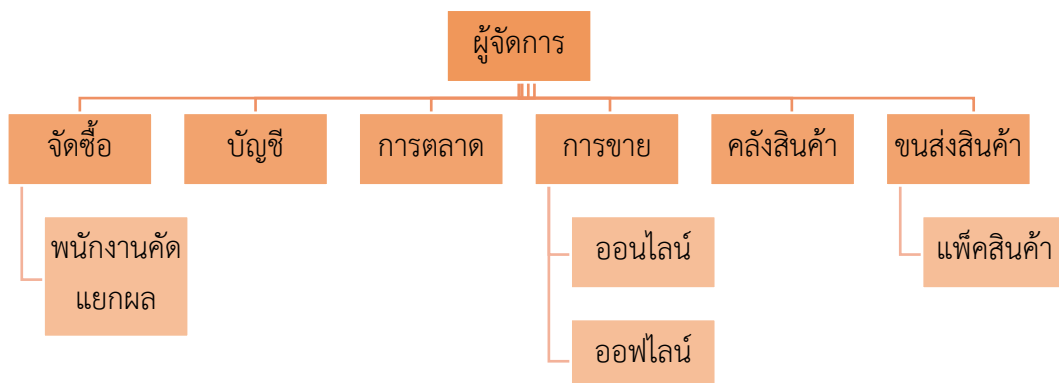 ผู้จัดการ
จัดซื้อ
บัญชี
การตลาด
การขาย
คลังสินค้า
ขนส่งสินค้า
พนักงานคัด
แยกผล
ออนไลน์
แพ็คสินค้า
ออฟไลน์